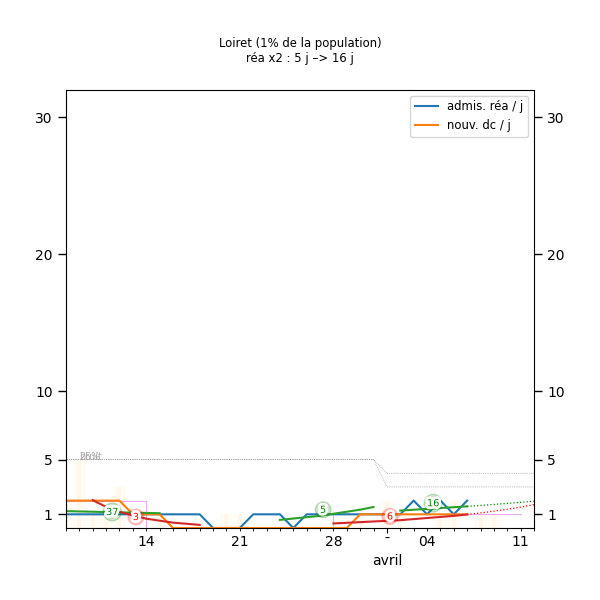 Loiret (1% de la population)
réa x2 : 5 j –> 16 j
admis. réa / j
nouv. dc / j
30 30
20 20
10 10
5 5
1 1
25%
37
3
5
6
16
14 21 28 - 04 11
avril